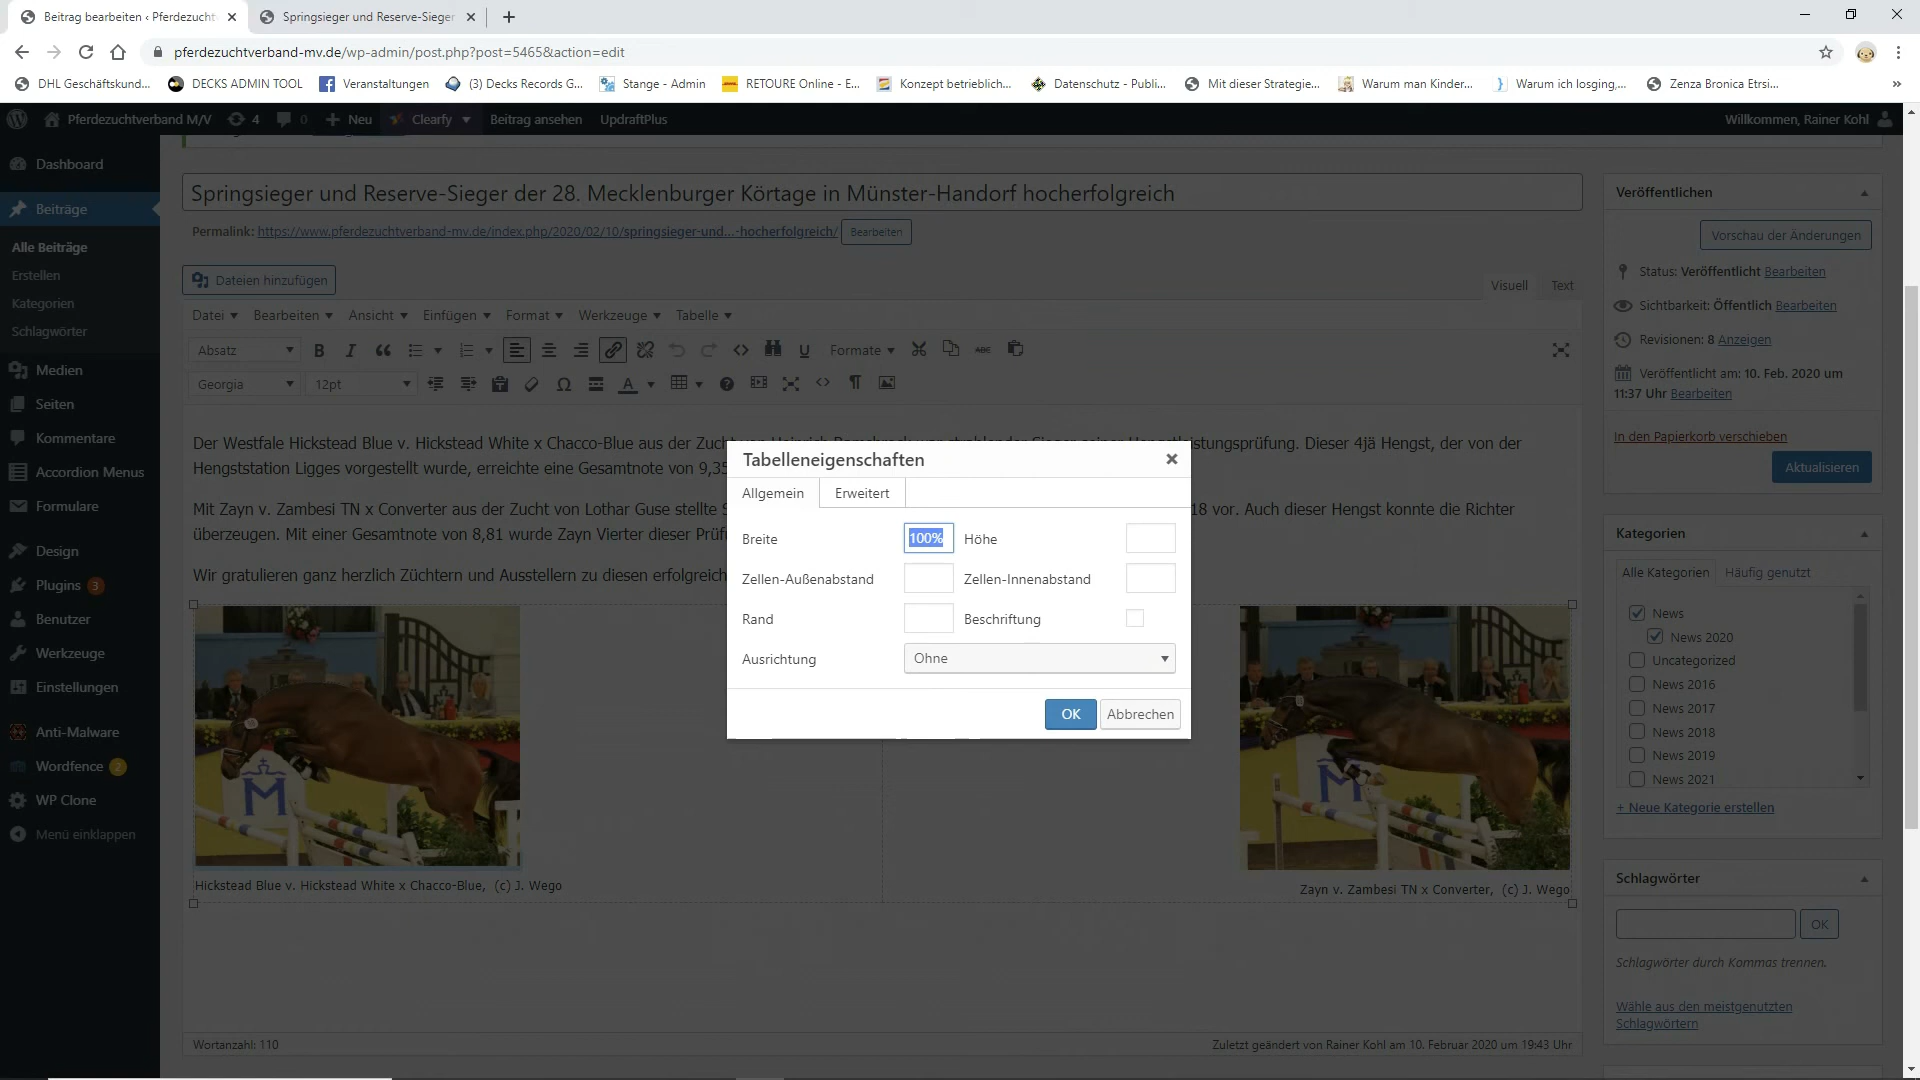 Beitrag bearbeiten ‹ Pferdezucht
Springsieger und Reserve-Sieger
pferdezuchtverband-mv.de/wp-admin/post.php?post=5465&action=edit
DHL Geschäftskund...
DECKS ADMIN TOOL
Veranstaltungen
(3) Decks Records G...
Stange - Admin
RETOURE Online - E...
Konzept betrieblich...
Datenschutz - Publi...
Mit dieser Strategie...
Warum man Kinder...
Warum ich losging,...
Zenza Bronica Etrsi...
Pferdezuchtverband M/V
4
0
Neu
Clearfy
Beitrag ansehen
UpdraftPlus
Willkommen, Rainer Kohl
Dashboard
Beiträge
Alle Beiträge
Erstellen
Kategorien
Schlagwörter
Medien
Seiten
Kommentare
Accordion Menus
Formulare
Design
Plugins 3
Benutzer
Werkzeuge
Einstellungen
Anti-Malware
Wordfence 2
WP Clone
Menü einklappen
Springsieger und Reserve-Sieger der 28. Mecklenburger Körtage in Münster-Handorf hocherfolgreich
Permalink: https://www.pferdezuchtverband-mv.de/index.php/2020/02/10/springsieger-und...-hocherfolgreich/ Bearbeiten
Dateien hinzufügen
Visuell Text
Datei Bearbeiten Ansicht Einfügen Format Werkzeuge Tabelle
Absatz
Formate
Georgia 12pt
Der Westfale Hickstead Blue v. Hickstead White x Chacco-Blue aus der Zucht Dieser 4jä Hengst, der von der
Hengststation Ligges vorgestellt wurde, erreichte eine Gesamtnote von 9,35
Mit Zayn v. Zambesi TN x Converter aus der Zucht von Lothar Guse stellte 18 vor. Auch dieser Hengst konnte die Richter
überzeugen. Mit einer Gesamtnote von 8,81 wurde Zayn Vierter dieser
Wir gratulieren ganz herzlich Züchtern und Ausstellern zu diesen
Tabelleneigenschaften
Allgemein Erweitert
Breite 100% Höhe
Zellen-Außenabstand Zellen-Innenabstand
Rand Beschriftung
Ausrichtung Ohne
OK Abbrechen
M
M
Hickstead Blue v. Hickstead White x Chacco-Blue, (c) J. Wego
Zayn v. Zambesi TN x Converter, (c) J. Wego
Wortanzahl: 110
Zuletzt geändert von Rainer Kohl am 10. Februar 2020 um 19:43 Uhr
Veröffentlichen
Vorschau der Änderungen
Status: Veröffentlicht Bearbeiten
Sichtbarkeit: Öffentlich Bearbeiten
Revisionen: 8 Anzeigen
Veröffentlicht am: 10. Feb. 2020 um
11:37 Uhr Bearbeiten
In den Papierkorb verschieben
Aktualisieren
Kategorien
Alle Kategorien Häufig genutzt
News
News 2020
Uncategorized
News 2016
News 2017
News 2018
News 2019
News 2021
+ Neue Kategorie erstellen
Schlagwörter
OK
Schlagwörter durch Kommas trennen.
Wähle aus den meistgenutzten
Schlagwörtern